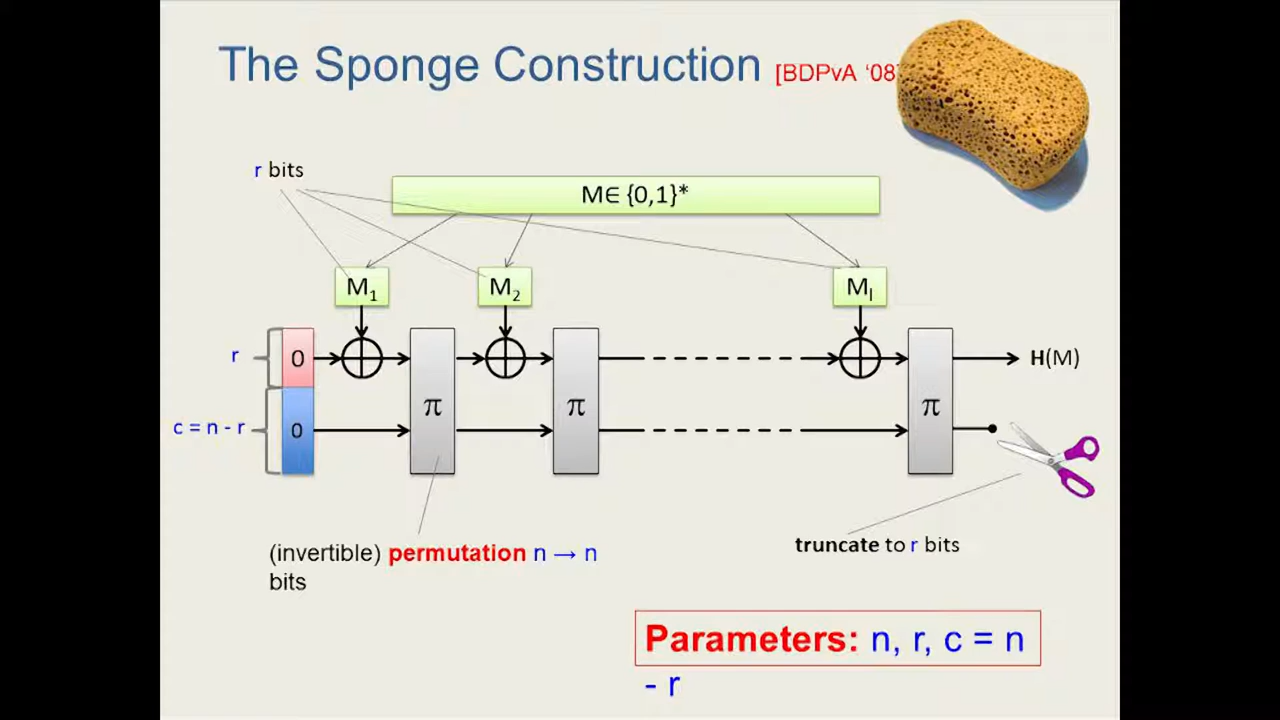 The Sponge Construction [BDPvA ‘08
r bits
M∈ {0,1}*
M1
M2
Ml
r
0
H(M)
π
π
π
c = n - r
0
(invertible) permutation n → n
bits
truncate to r bits
Parameters: n, r, c = n
- r